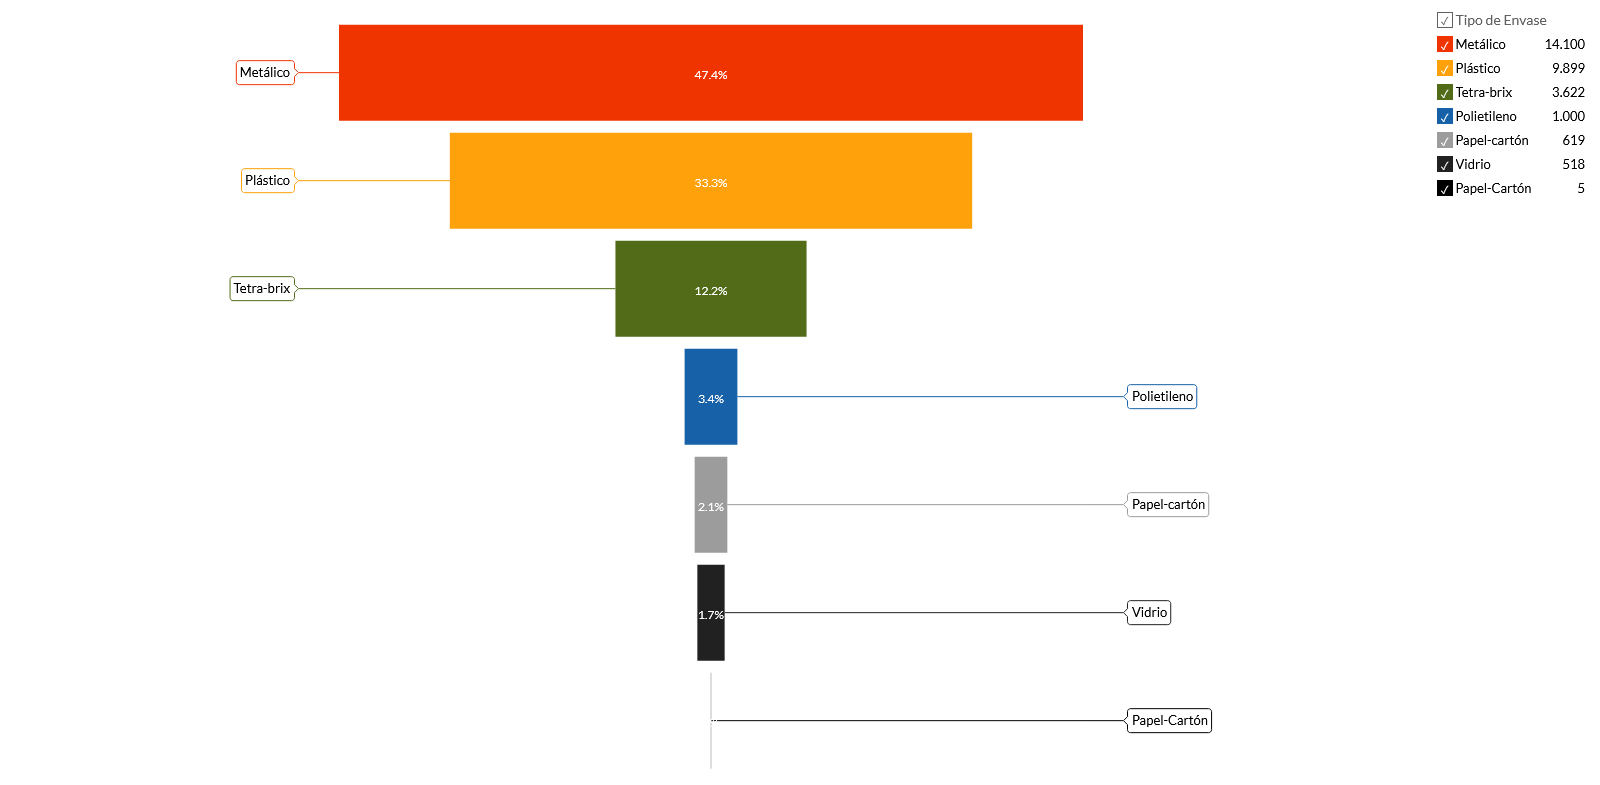 Tipo de Envase
Metálico 14.100
Plástico 9.899
Tetra-brix 3.622
Polietileno 1.000
Papel-cartón 619
Vidrio 518
Papel-Cartón 5
Metálico 47.4%
Plástico 33.3%
Tetra-brix 12.2%
3.4% Polietileno
2.1% Papel-cartón
1.7% Vidrio
... Papel-Cartón